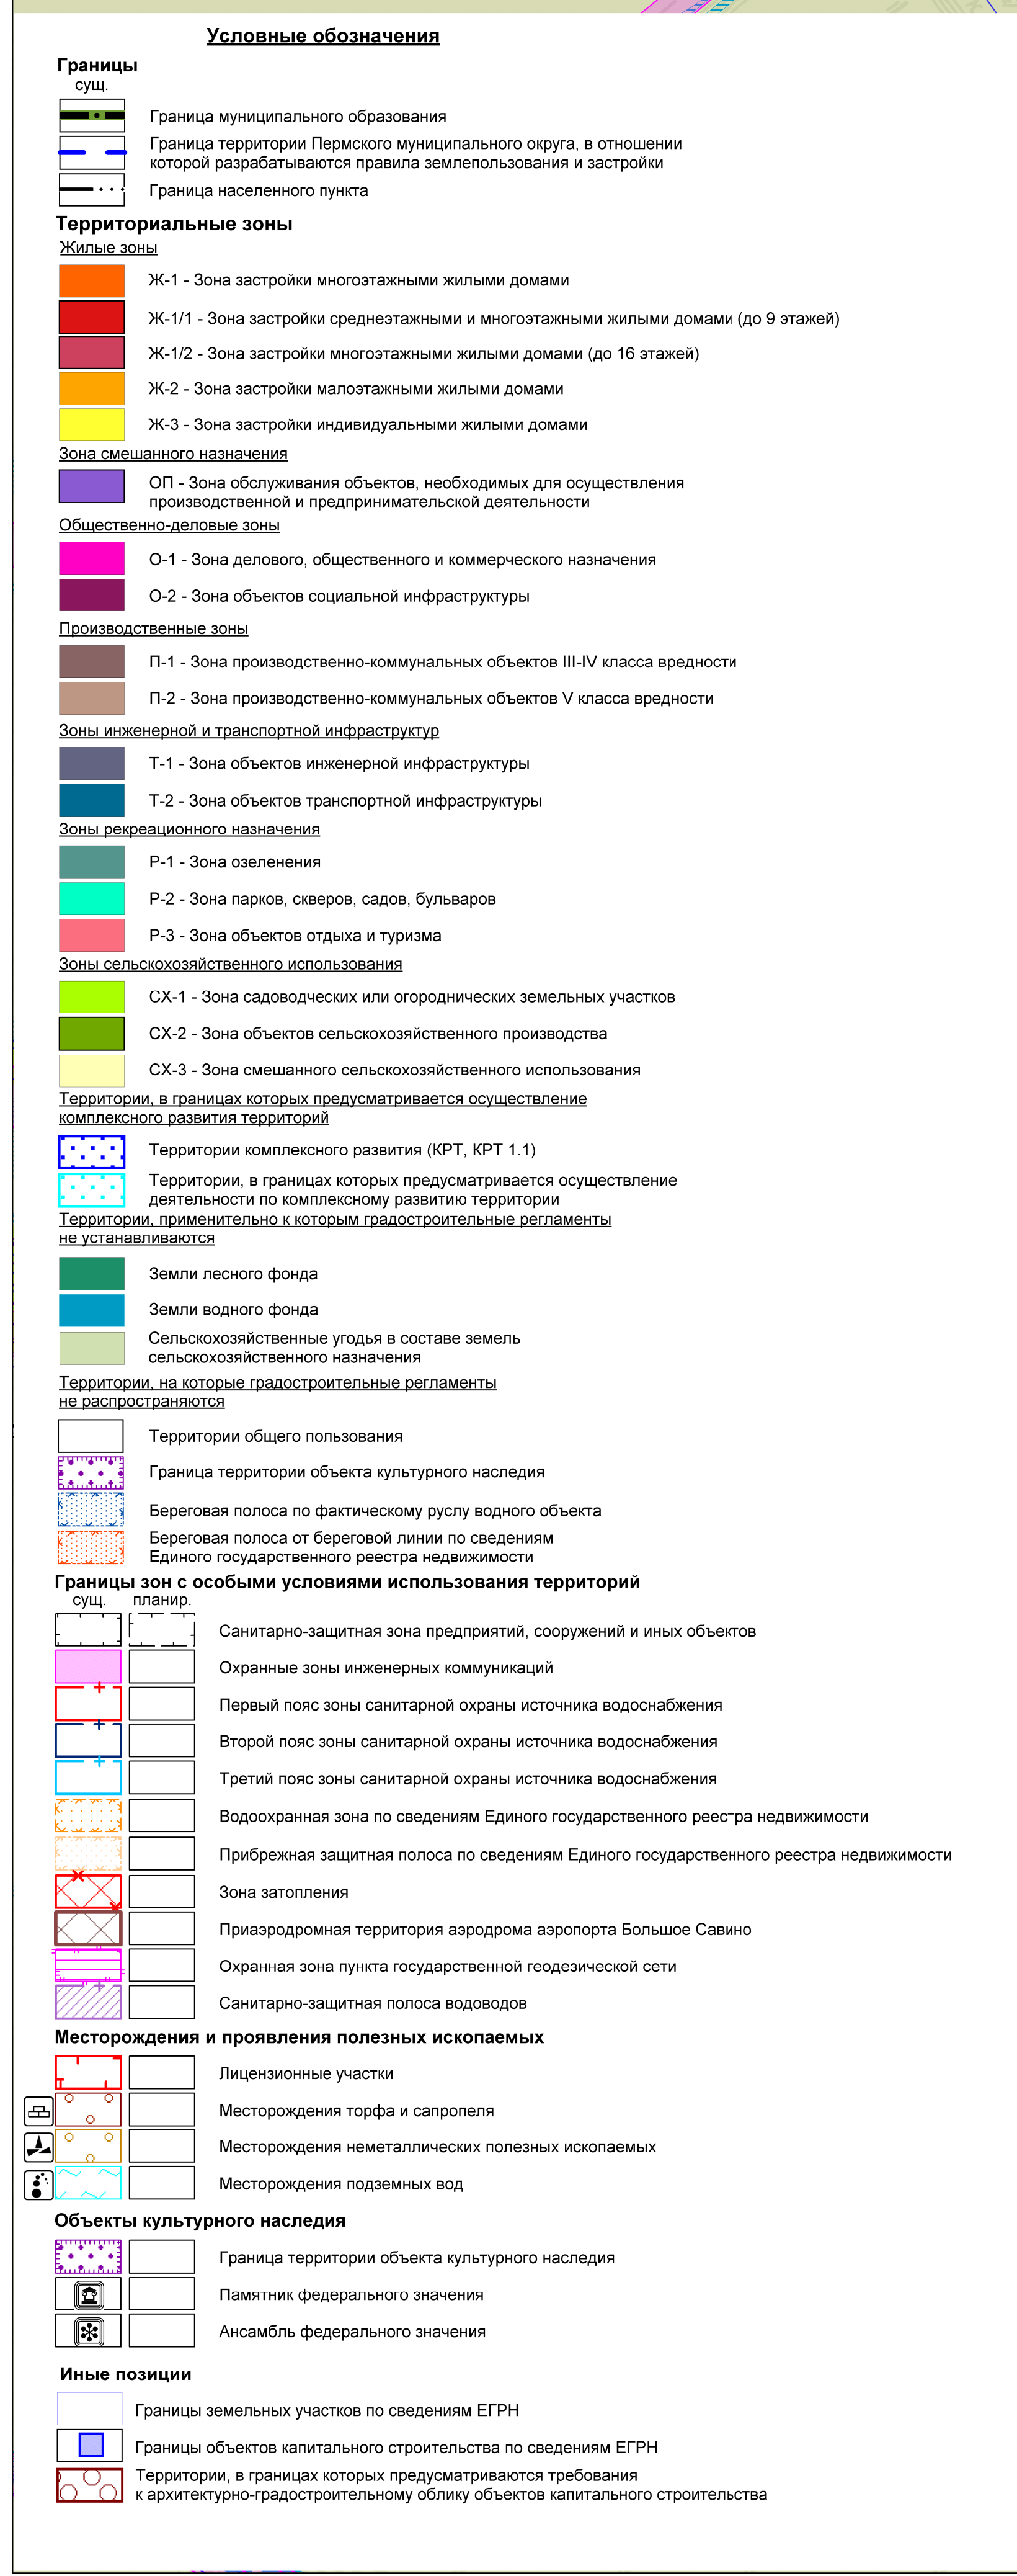 Условные обозначения
Границы
сущ.
Граница муниципального образования
Граница территории Пермского муниципального округа, в отношении
которой разрабатываются правила землепользования и застройки
Граница населенного пункта
Территориальные зоны
Жилые зоны
Ж-1 - Зона застройки многоэтажными жилыми домами
Ж-1/1 - Зона застройки среднеэтажными и многоэтажными жилыми домами (до 9 этажей)
Ж-1/2 - Зона застройки многоэтажными жилыми домами (до 16 этажей)
Ж-2 - Зона застройки малоэтажными жилыми домами
Ж-3 - Зона застройки индивидуальными жилыми домами
Зона смешанного назначения
ОП - Зона обслуживания объектов, необходимых для осуществления
производственной и предпринимательской деятельности
Общественно-деловые зоны
О-1 - Зона делового, общественного и коммерческого назначения
О-2 - Зона объектов социальной инфраструктуры
Производственные зоны
П-1 - Зона производственно-коммунальных объектов III-IV класса вредности
П-2 - Зона производственно-коммунальных объектов V класса вредности
Зоны инженерной и транспортной инфраструктур
Т-1 - Зона объектов инженерной инфраструктуры
Т-2 - Зона объектов транспортной инфраструктуры
Зоны рекреационного назначения
Р-1 - Зона озеленения
Р-2 - Зона парков, скверов, садов, бульваров
Р-3 - Зона объектов отдыха и туризма
Зоны сельскохозяйственного использования
СХ-1 - Зона садоводческих или огороднических земельных участков
СХ-2 - Зона объектов сельскохозяйственного производства
СХ-3 - Зона смешанного сельскохозяйственного использования
Территории, в границах которых предусматривается осуществление
комплексного развития территорий
Территории комплексного развития (КРТ, КРТ 1.1)
Территории, в границах которых предусматривается осуществление
деятельности по комплексному развитию территории
Территории, применительно к которым градостроительные регламенты
не устанавливаются
Земли лесного фонда
Земли водного фонда
Сельскохозяйственные угодья в составе земель
сельскохозяйственного назначения
Территории, на которые градостроительные регламенты
не распространяются
Территории общего пользования
Граница территории объекта культурного наследия
Береговая полоса по фактическому руслу водного объекта
Береговая полоса от береговой линии по сведениям
Единого государственного реестра недвижимости
Границы зон с особыми условиями использования территорий
сущ. планир.
Санитарно-защитная зона предприятий, сооружений и иных объектов
Охранные зоны инженерных коммуникаций
Первый пояс зоны санитарной охраны источника водоснабжения
Второй пояс зоны санитарной охраны источника водоснабжения
Третий пояс зоны санитарной охраны источника водоснабжения
Водоохранная зона по сведениям Единого государственного реестра недвижимости
Прибрежная защитная полоса по сведениям Единого государственного реестра недвижимости
Зона затопления
Приаэродромная территория аэродрома аэропорта Большое Савино
Охранная зона пункта государственной геодезической сети
Санитарно-защитная полоса водоводов
Месторождения и проявления полезных ископаемых
Лицензионные участки
Месторождения торфа и сапропеля
Месторождения неметаллических полезных ископаемых
Месторождения подземных вод
Объекты культурного наследия
Граница территории объекта культурного наследия
Памятник федерального значения
Ансамбль федерального значения
Иные позиции
Границы земельных участков по сведениям ЕГРН
Границы объектов капитального строительства по сведениям ЕГРН
Территории, в границах которых предусматриваются требования
к архитектурно-градостроительному облику объектов капитального строительства